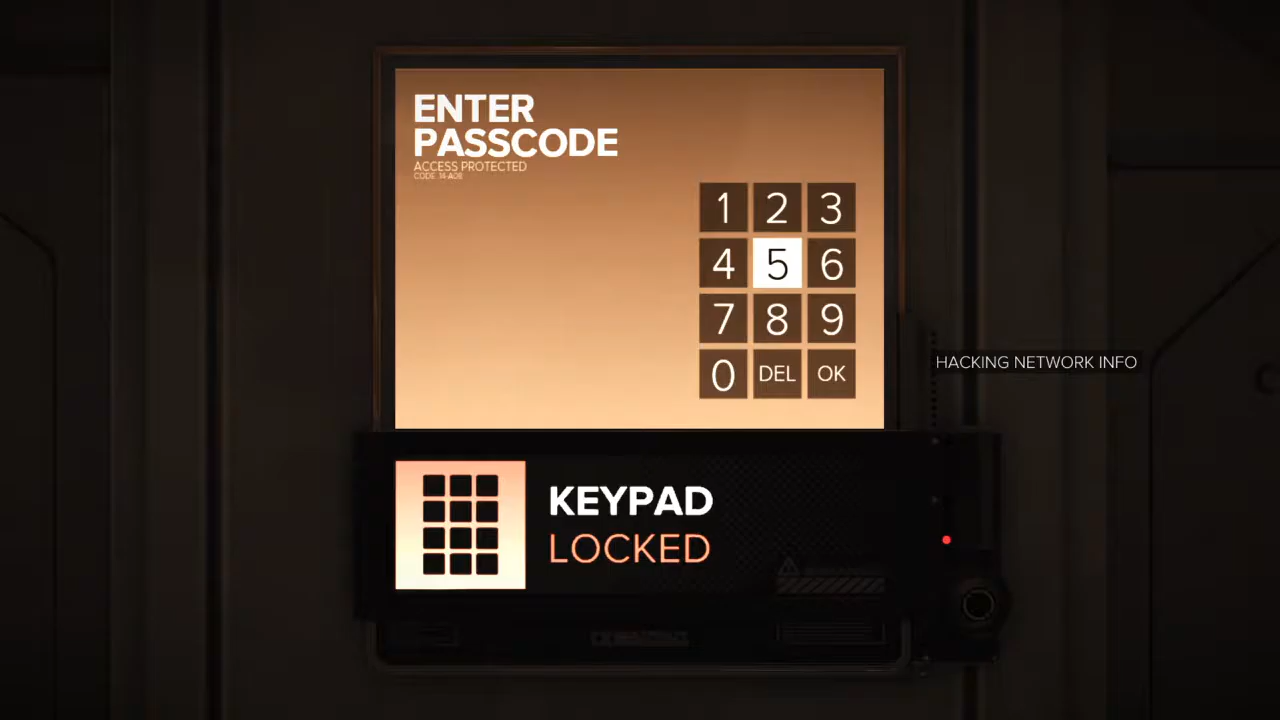 ENTER
PASSCODE
ACCESS PROTECTED
CODE: 14-A08
1 2 3
4 5 6
7 8 9
0 DEL OK
HACKING NETWORK INFO
KEYPAD
LOCKED